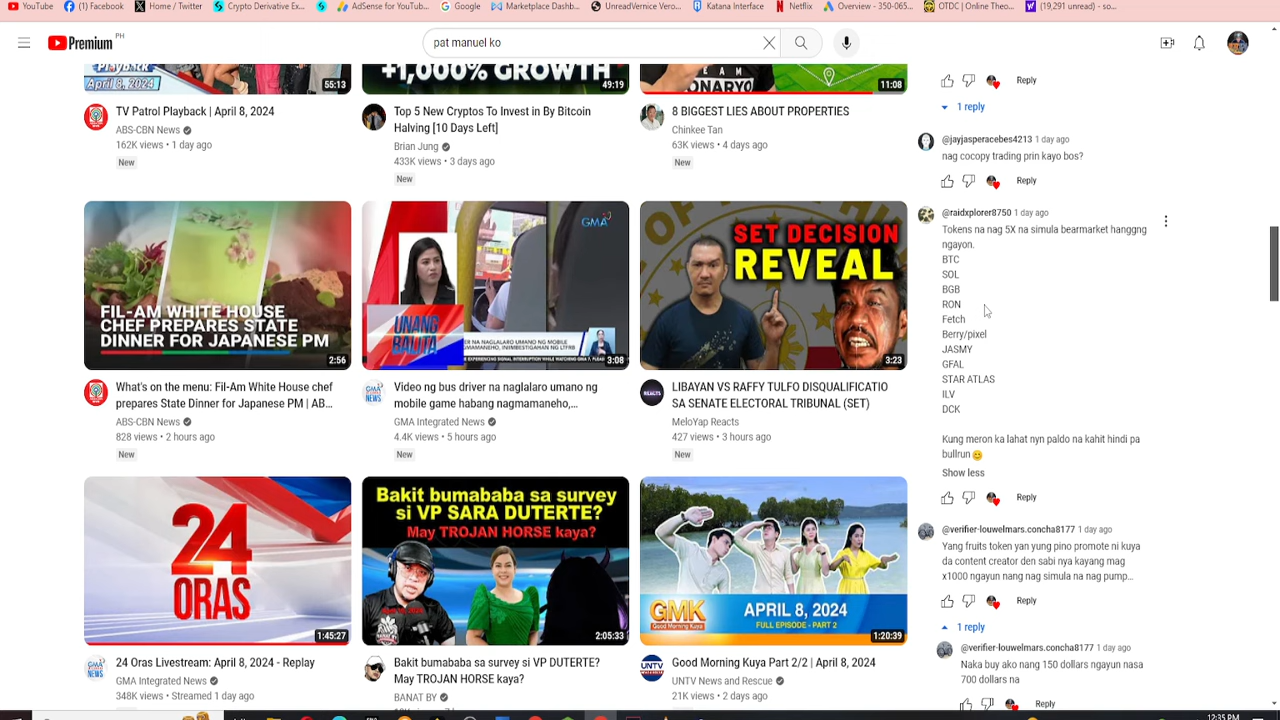 YouTube
(1) Facebook
Home / Twitter
Crypto Derivative Ex...
AdSense for YouTub...
Google
Marketplace Dashb...
UnreadVernice Vero...
Katana Interface
Netflix
Overview - 350-065...
OTDC | Online Theo...
(19,291 unread) - so...
Premium PH
pat manuel ko
Playback
April 8, 2024
55:13
+1,000% GROWTH
49:19
TEAM
11:08
TV Patrol Playback | April 8, 2024
ABS-CBN News
162K views • 1 day ago
New
Top 5 New Cryptos To Invest in By Bitcoin
Halving [10 Days Left]
Brian Jung
433K views • 3 days ago
New
8 BIGGEST LIES ABOUT PROPERTIES
Chinkee Tan
63K views • 4 days ago
New
FIL-AM WHITE HOUSE
CHEF PREPARES STATE
DINNER FOR JAPANESE PM
2:56
GMA
UNANG
BALITA
ER NA NAGLALARO UMANO NG MOBILE
3:08
SET DECISION
REVEAL
3:23
What's on the menu: Fil-Am White House chef
prepares State Dinner for Japanese PM | AB...
ABS-CBN News
828 views • 2 hours ago
New
Video ng bus driver na naglalaro umano ng
mobile game habang nagmamaneho,...
GMA Integrated News
4.4K views • 5 hours ago
New
LIBAYAN VS RAFFY TULFO DISQUALIFICATIO
SA SENATE ELECTORAL TRIBUNAL (SET)
MeloYap Reacts
427 views • 3 hours ago
New
24
ORAS
1:45:27
Bakit bumababa sa survey
si VP SARA DUTERTE?
May TROJAN HORSE kaya?
2:05:33
GMK
Good Morning Kuya
APRIL 8, 2024
FULL EPISODE - PART 2
1:20:39
24 Oras Livestream: April 8, 2024 - Replay
GMA Integrated News
348K views • Streamed 1 day ago
Bakit bumababa sa survey si VP DUTERTE?
May TROJAN HORSE kaya?
BANAT BY
Good Morning Kuya Part 2/2 | April 8, 2024
UNTV News and Rescue
21K views • 2 days ago
Reply
1 reply
@jayjasperacebes4213 1 day ago
nag cocopy trading prin kayo bos?
Reply
@raidxplorer8750 1 day ago
Tokens na nag 5X na simula bearmarket hanggng
ngayon.
BTC
SOL
BGB
RON
Fetch
Berry/pixel
JASMY
GFAL
STAR ATLAS
ILV
DCK
Kung meron ka lahat nyn paldo na kahit hindi pa
bullrun😊
Show less
Reply
@verifier-louwelmars.concha8177 1 day ago
Yang fruits token yan yung pino promote ni kuya
da content creator den sabi nya kayang mag
x1000 ngayun nang nag simula na nag pump...
Reply
1 reply
@verifier-louwelmars.concha8177 1 day ago
Naka buy ako nang 150 dollars ngayun nasa
700 dollars na
Reply
12:35 PM